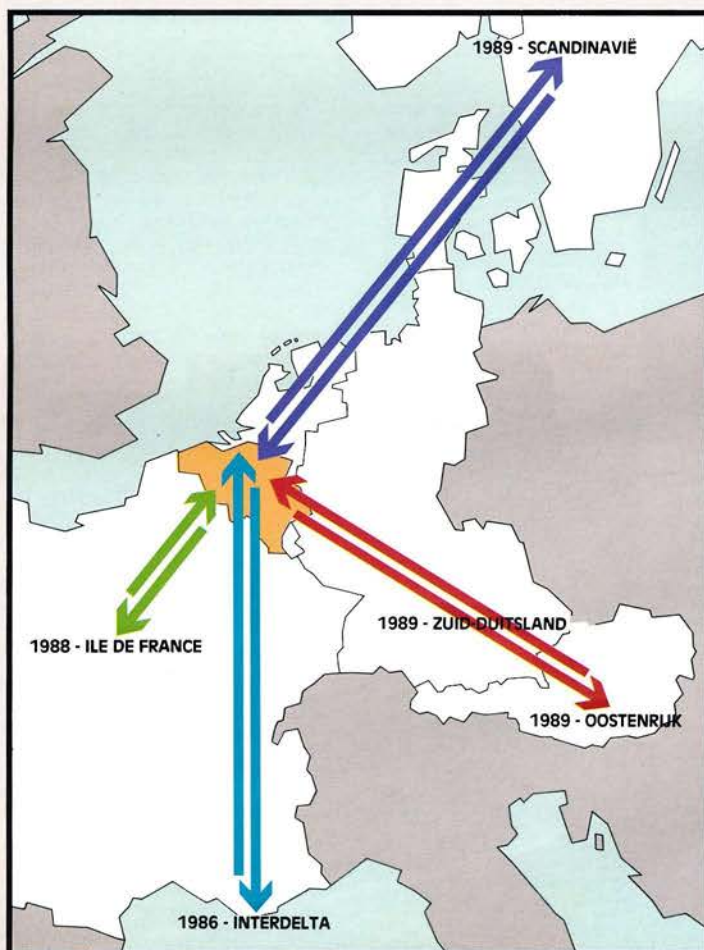 1989 - SCANDINAVIË
1989 - ZUID-DUITSLAND
1988 - ILE DE FRANCE
1989 - OOSTENRIJK
1986 - INTERDELTA